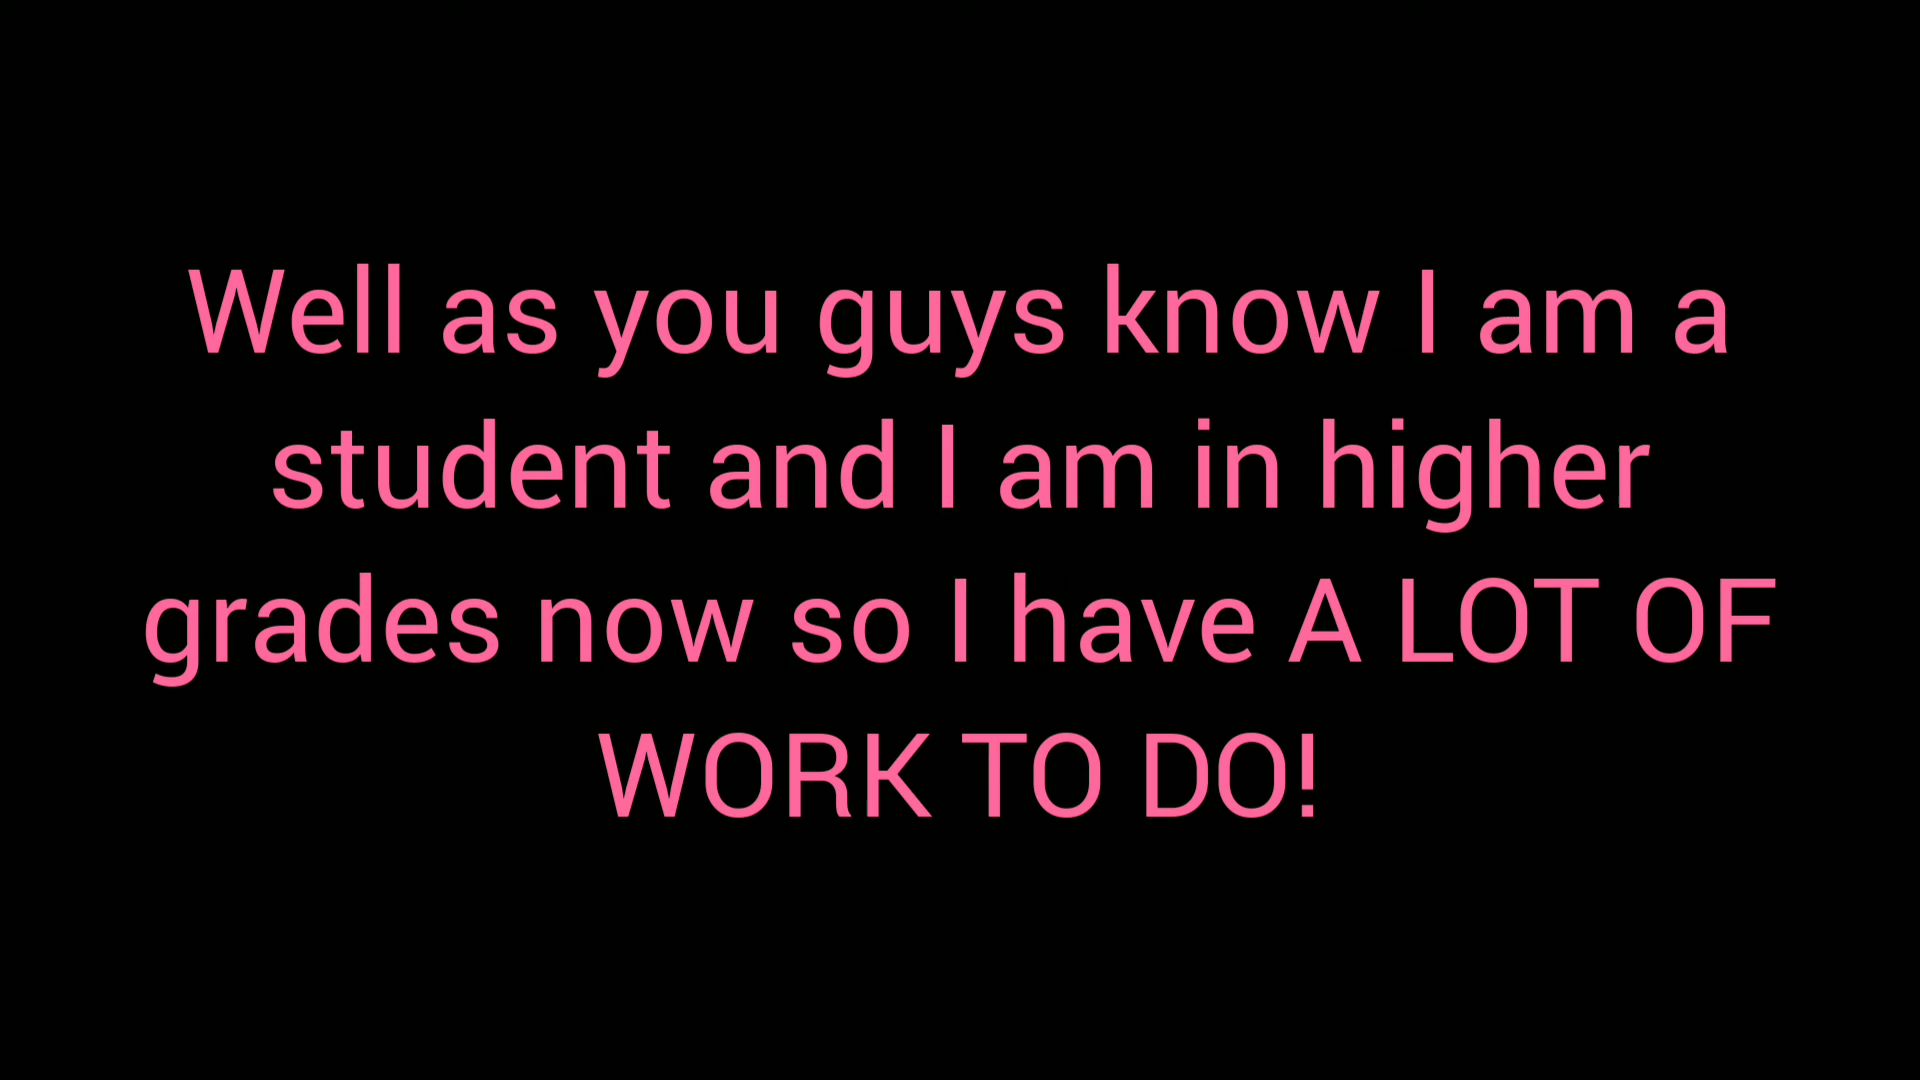 Well as you guys know I am a
student and I am in higher
grades now so I have A LOT OF
WORK TO DO!